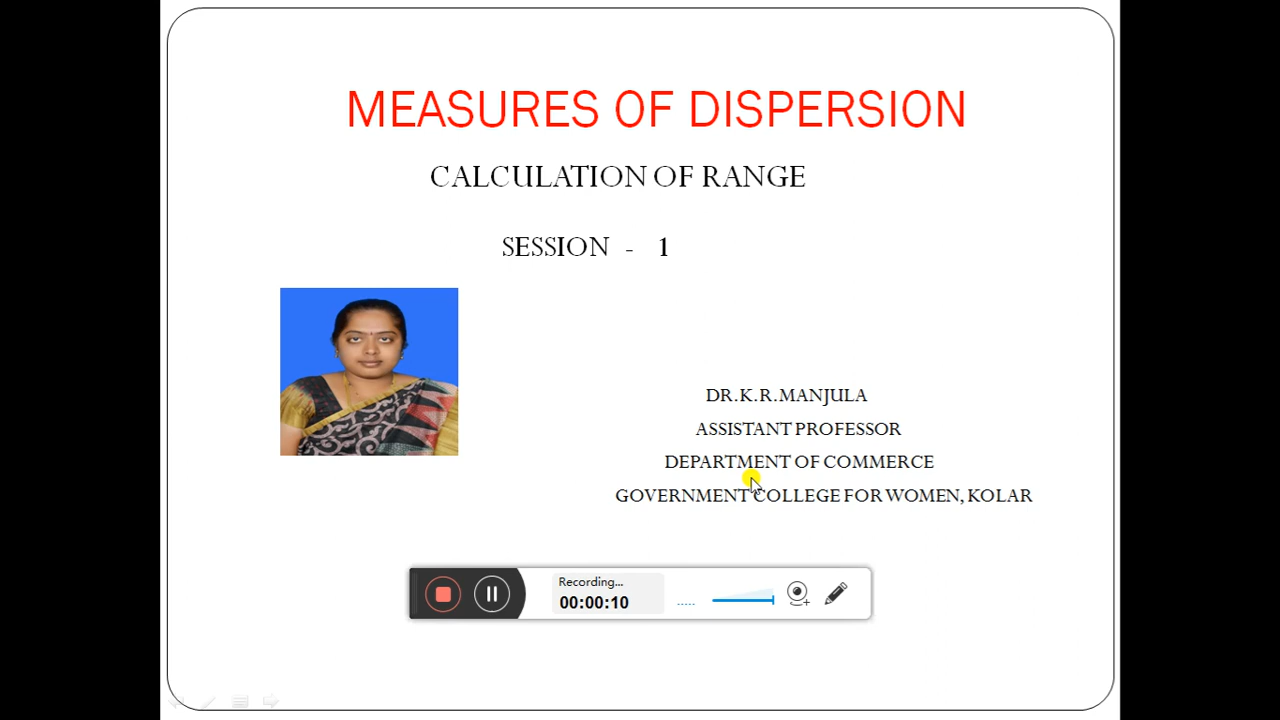 MEASURES OF DISPERSION
CALCULATION OF RANGE
SESSION - 1
DR.K.R.MANJULA
ASSISTANT PROFESSOR
DEPARTMENT OF COMMERCE
GOVERNMENT COLLEGE FOR WOMEN, KOLAR
Recording...
00:00:10